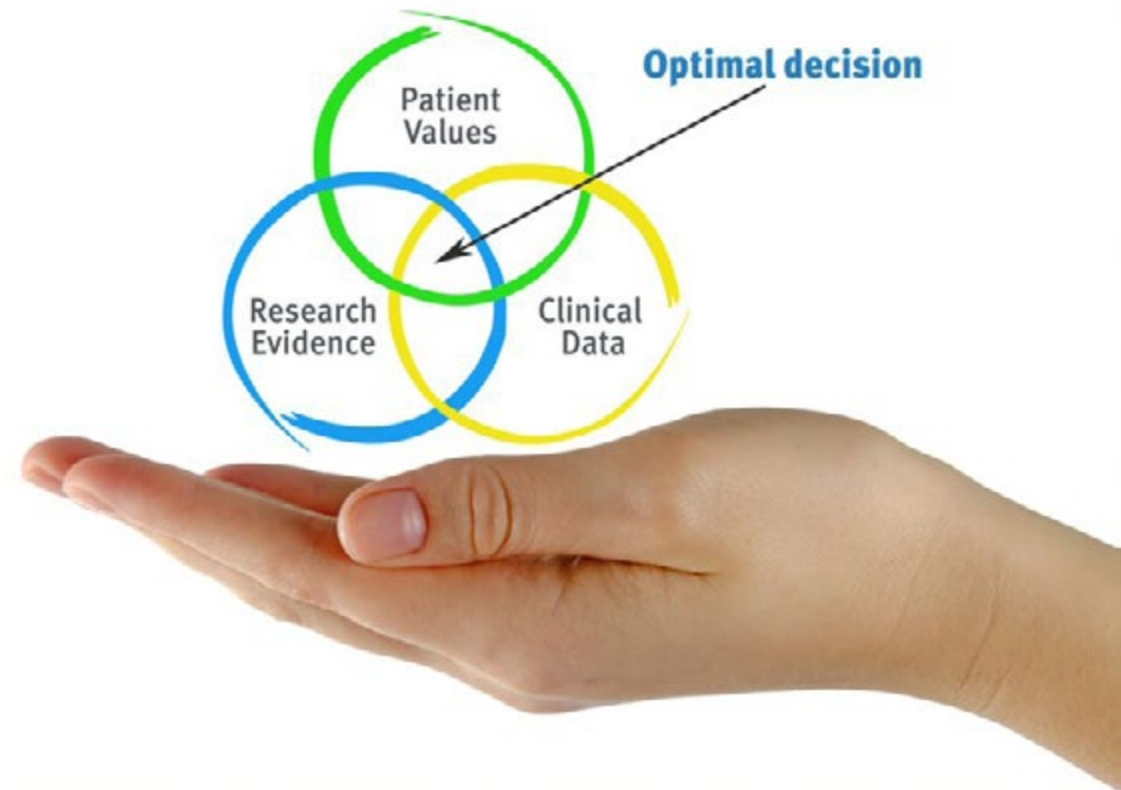 Optimal decision
Patient
Values
Research
Evidence
Clinical
Data